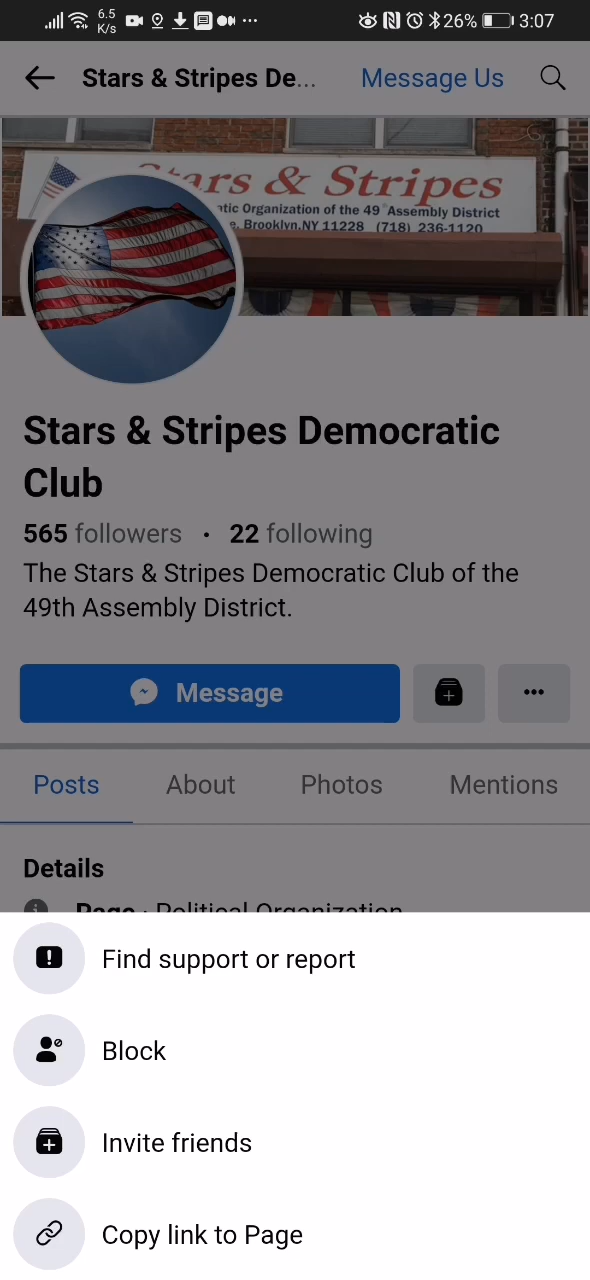 6.5
K/s
26%
3:07
Stars & Stripes De...
Message Us
Stars & Stripes
atic Organization of the 49 Assembly District
e. Brooklyn.NY 11228 (718) 236-1120
Stars & Stripes Democratic
Club
565 followers · 22 following
The Stars & Stripes Democratic Club of the
49th Assembly District.
Message
Posts
About
Photos
Mentions
Details
Page · Political Organization
Find support or report
Block
Invite friends
Copy link to Page